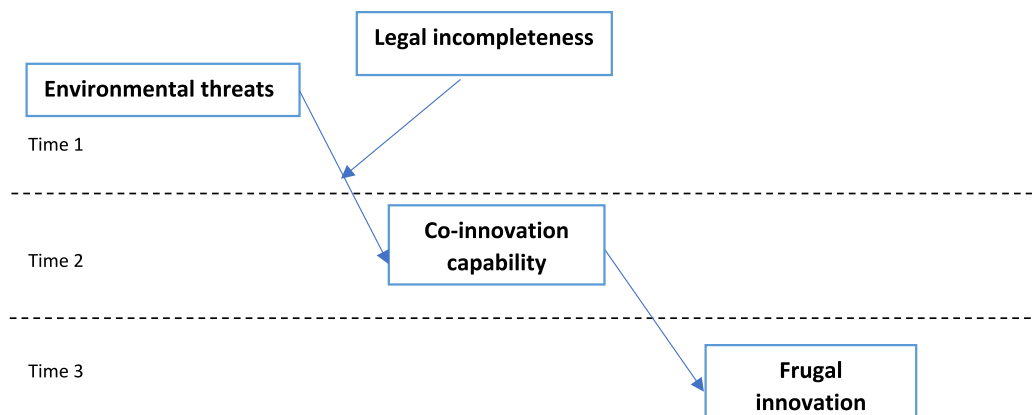 Legal incompleteness
Environmental threats
Time 1
Co-innovation
capability
Time 2
Time 3
Frugal
innovation